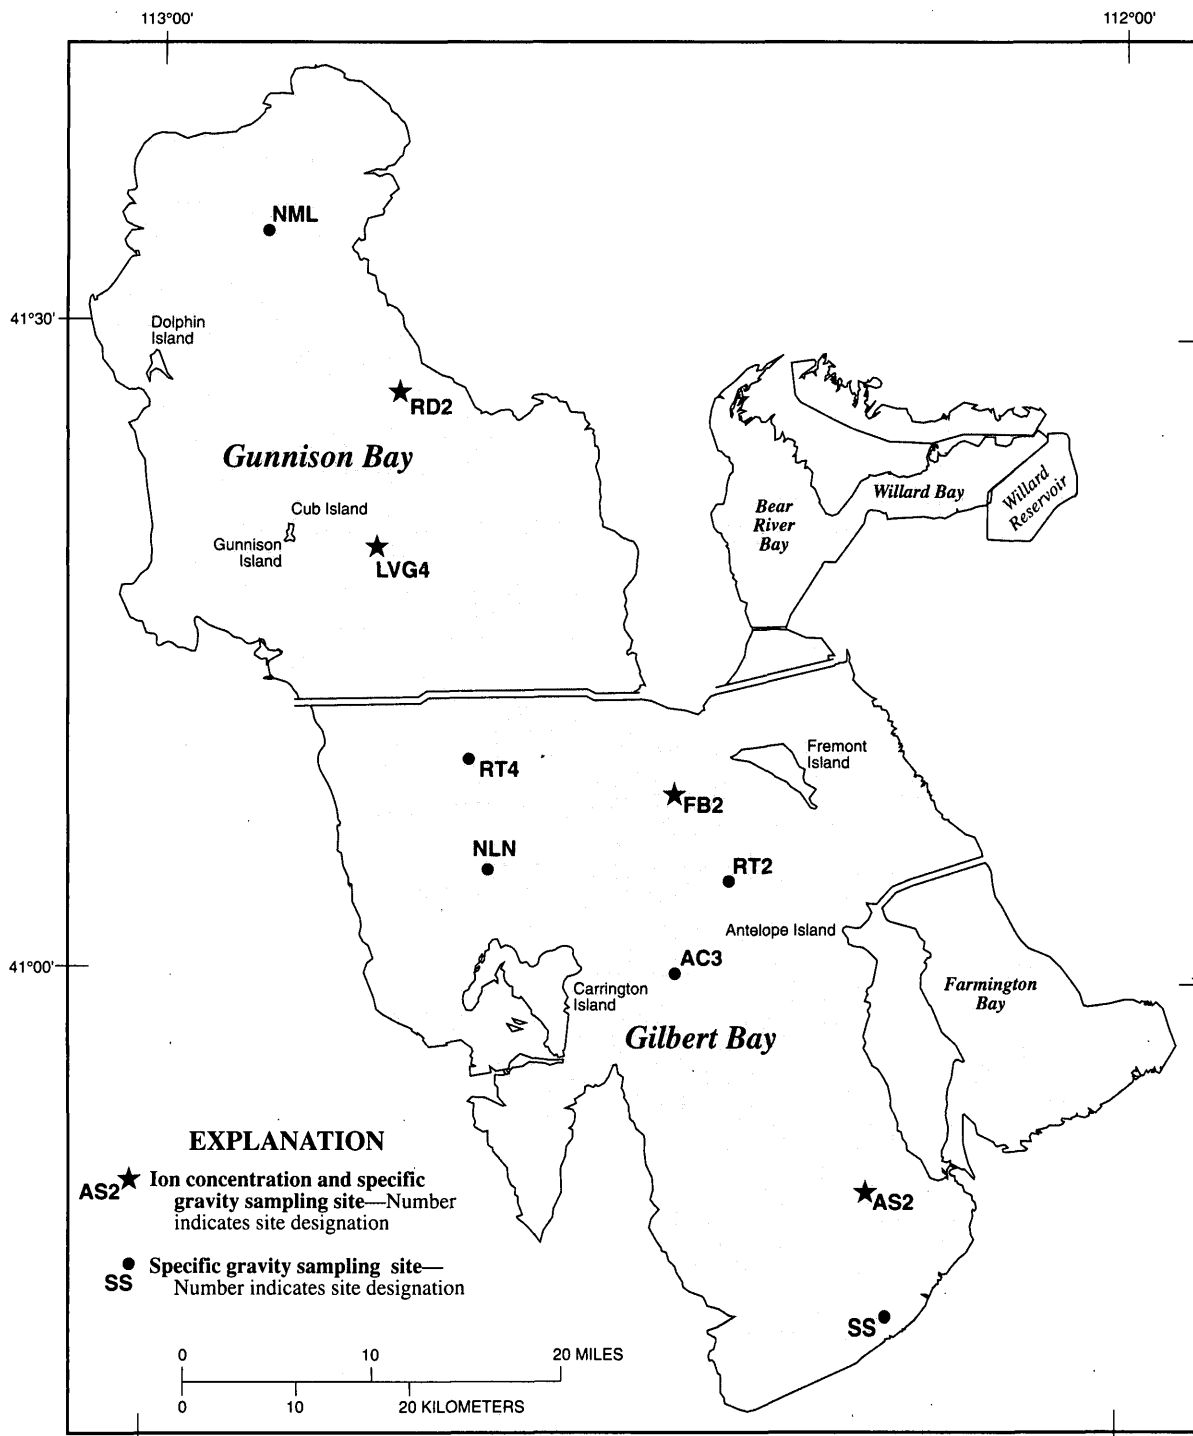 113°00'
112°00'
NML
41°30'
Dolphin
Island
RD2
Gunnison Bay
Willard Bay
Willard
Reservoir
Bear
River
Bay
Cub Island
Gunnison
Island
LVG4
Fremont
Island
RT4
FB2
NLN
RT2
Antelope Island
41°00'
AC3
Carrington
Island
Farmington
Bay
Gilbert Bay
EXPLANATION
AS2
Ion concentration and specific
gravity sampling site—Number
indicates site designation
AS2
SS
Specific gravity sampling site—
Number indicates site designation
SS
0 10 20 MILES
0 10 20 KILOMETERS